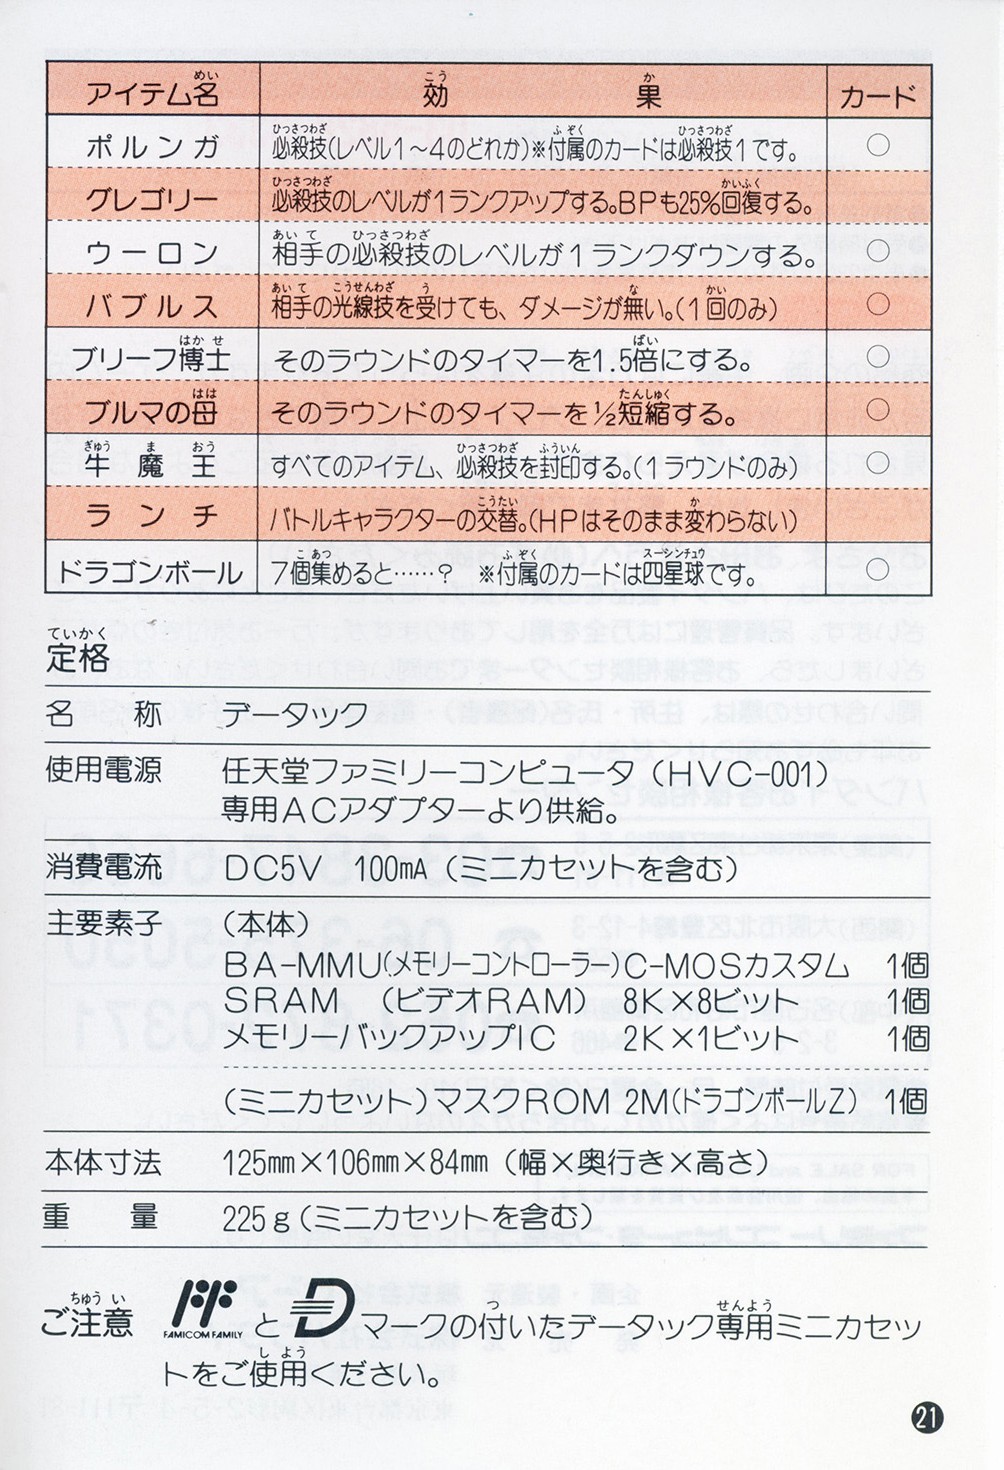 アイテム名 効果 カード
ポルンガ 必殺技(レベル1〜4のどれか)※付属のカードは必殺技1です。 ○
グレゴリー 必殺技のレベルが1ランクアップする。BPも25%回復する。
ウーロン 相手の必殺技のレベルが1ランクダウンする。 ○
バブルス 相手の光線技を受けても、ダメージが無い。(1回のみ) ○
ブリーフ博士 そのラウンドのタイマーを1.5倍にする。 ○
ブルマの母 そのラウンドのタイマーを½短縮する。 ○
牛魔王 すべてのアイテム、必殺技を封印する。(1ラウンドのみ) ○
ランチ バトルキャラクターの交替。(HPはそのまま変わらない)
ドラゴンボール 7個集めると…? ※付属のカードは四星球です。 ○
定格
名称 データック
使用電源 任天堂ファミリーコンピュータ(HVC-001)
専用ACアダプターより供給。
消費電流 DC5V 100mA(ミニカセットを含む)
主要素子 (本体)
BA-MMU(メモリーコントローラー)C-MOSカスタム 1個
SRAM (ビデオRAM) 8K×8ビット 1個
メモリーバックアップIC 2K×1ビット 1個
(ミニカセット)マスクROM 2M(ドラゴンボールZ) 1個
本体寸法 125mm×106mm×84mm(幅×奥行き×高さ)
重量 225g(ミニカセットを含む)
ご注意 FF FAMICOM FAMILY と D マークの付いたデータック専用ミニカセッ
トをご使用ください。
21